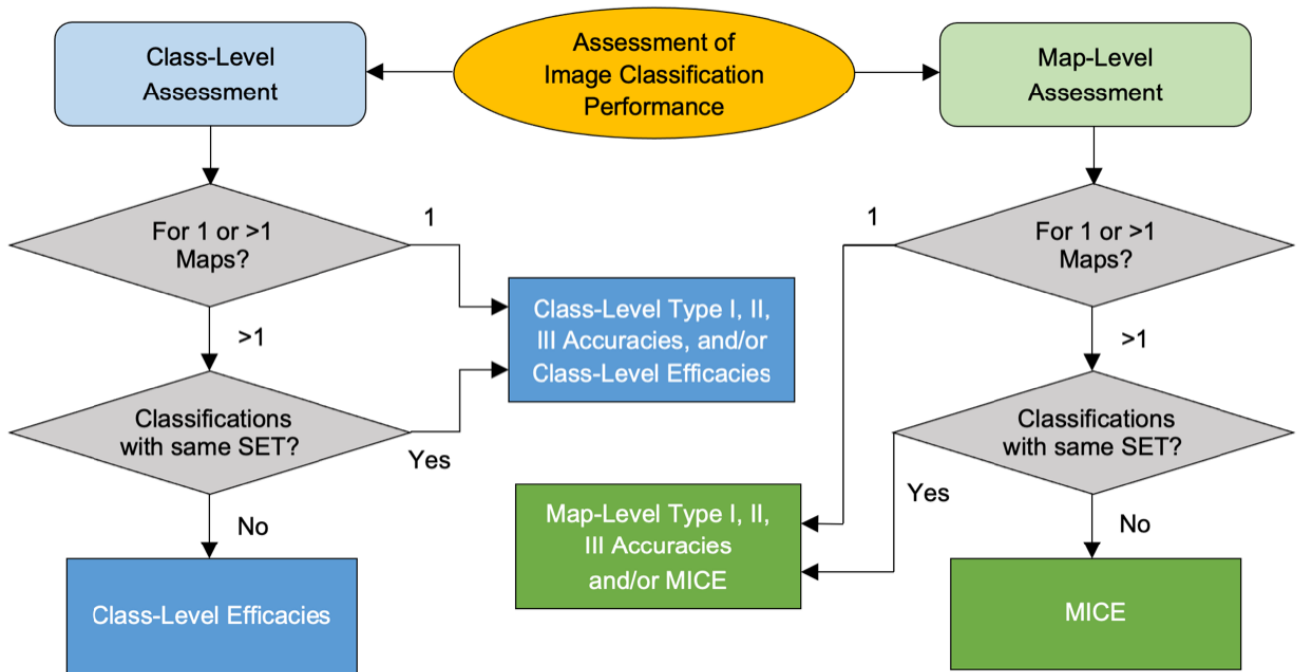 Class-Level
Assessment
Assessment of
Image Classification
Performance
Map-Level
Assessment
For 1 or >1
Maps?
1
1
For 1 or >1
Maps?
Class-Level Type I, II,
III Accuracies, and/or
Class-Level Efficacies
>1
>1
Classifications
with same SET?
Yes
Classifications
with same SET?
Yes
Map-Level Type I, II,
III Accuracies
and/or MICE
No
No
Class-Level Efficacies
MICE